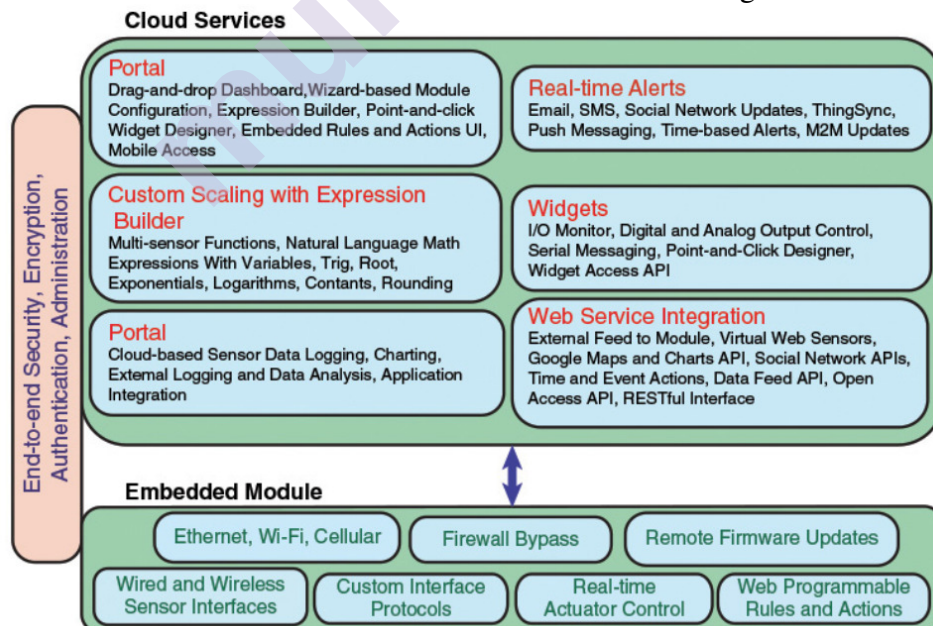 Cloud Services
Portal
Drag-and-drop Dashboard,Wizard-based Module
Configuration, Expression Builder, Point-and-click
Widget Designer, Embedded Rules and Actions UI,
Mobile Access
Real-time Alerts
Email, SMS, Social Network Updates, ThingSync,
Push Messaging, Time-based Alerts, M2M Updates
Custom Scaling with Expression
Builder
Multi-sensor Functions, Natural Language Math
Expressions With Variables, Trig, Root,
Exponentials, Logarithms, Contants, Rounding
Widgets
I/O Monitor, Digital and Analog Output Control,
Serial Messaging, Point-and-Click Designer,
Widget Access API
Portal
Cloud-based Sensor Data Logging, Charting,
External Logging and Data Analysis, Application
Integration
Web Service Integration
External Feed to Module, Virtual Web Sensors,
Google Maps and Charts API, Social Network APIs,
Time and Event Actions, Data Feed API, Open
Access API, RESTful Interface
End-to-end Security, Encryption,
Authentication, Administration
Embedded Module
Ethernet, Wi-Fi, Cellular
Firewall Bypass
Remote Firmware Updates
Wired and Wireless
Sensor Interfaces
Custom Interface
Protocols
Real-time
Actuator Control
Web Programmable
Rules and Actions